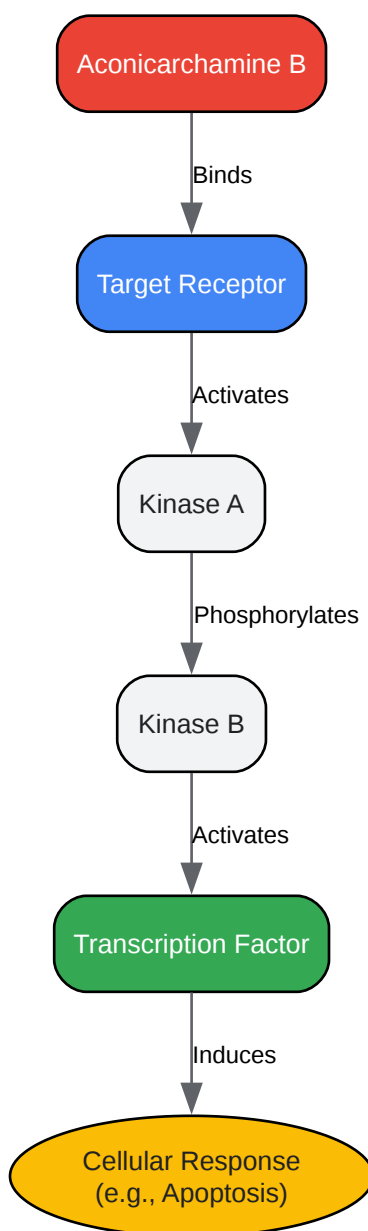 Aconicarchamine B
Binds
Target Receptor
Activates
Kinase A
Phosphorylates
Kinase B
Activates
Transcription Factor
Induces
Cellular Response
(e.g., Apoptosis)